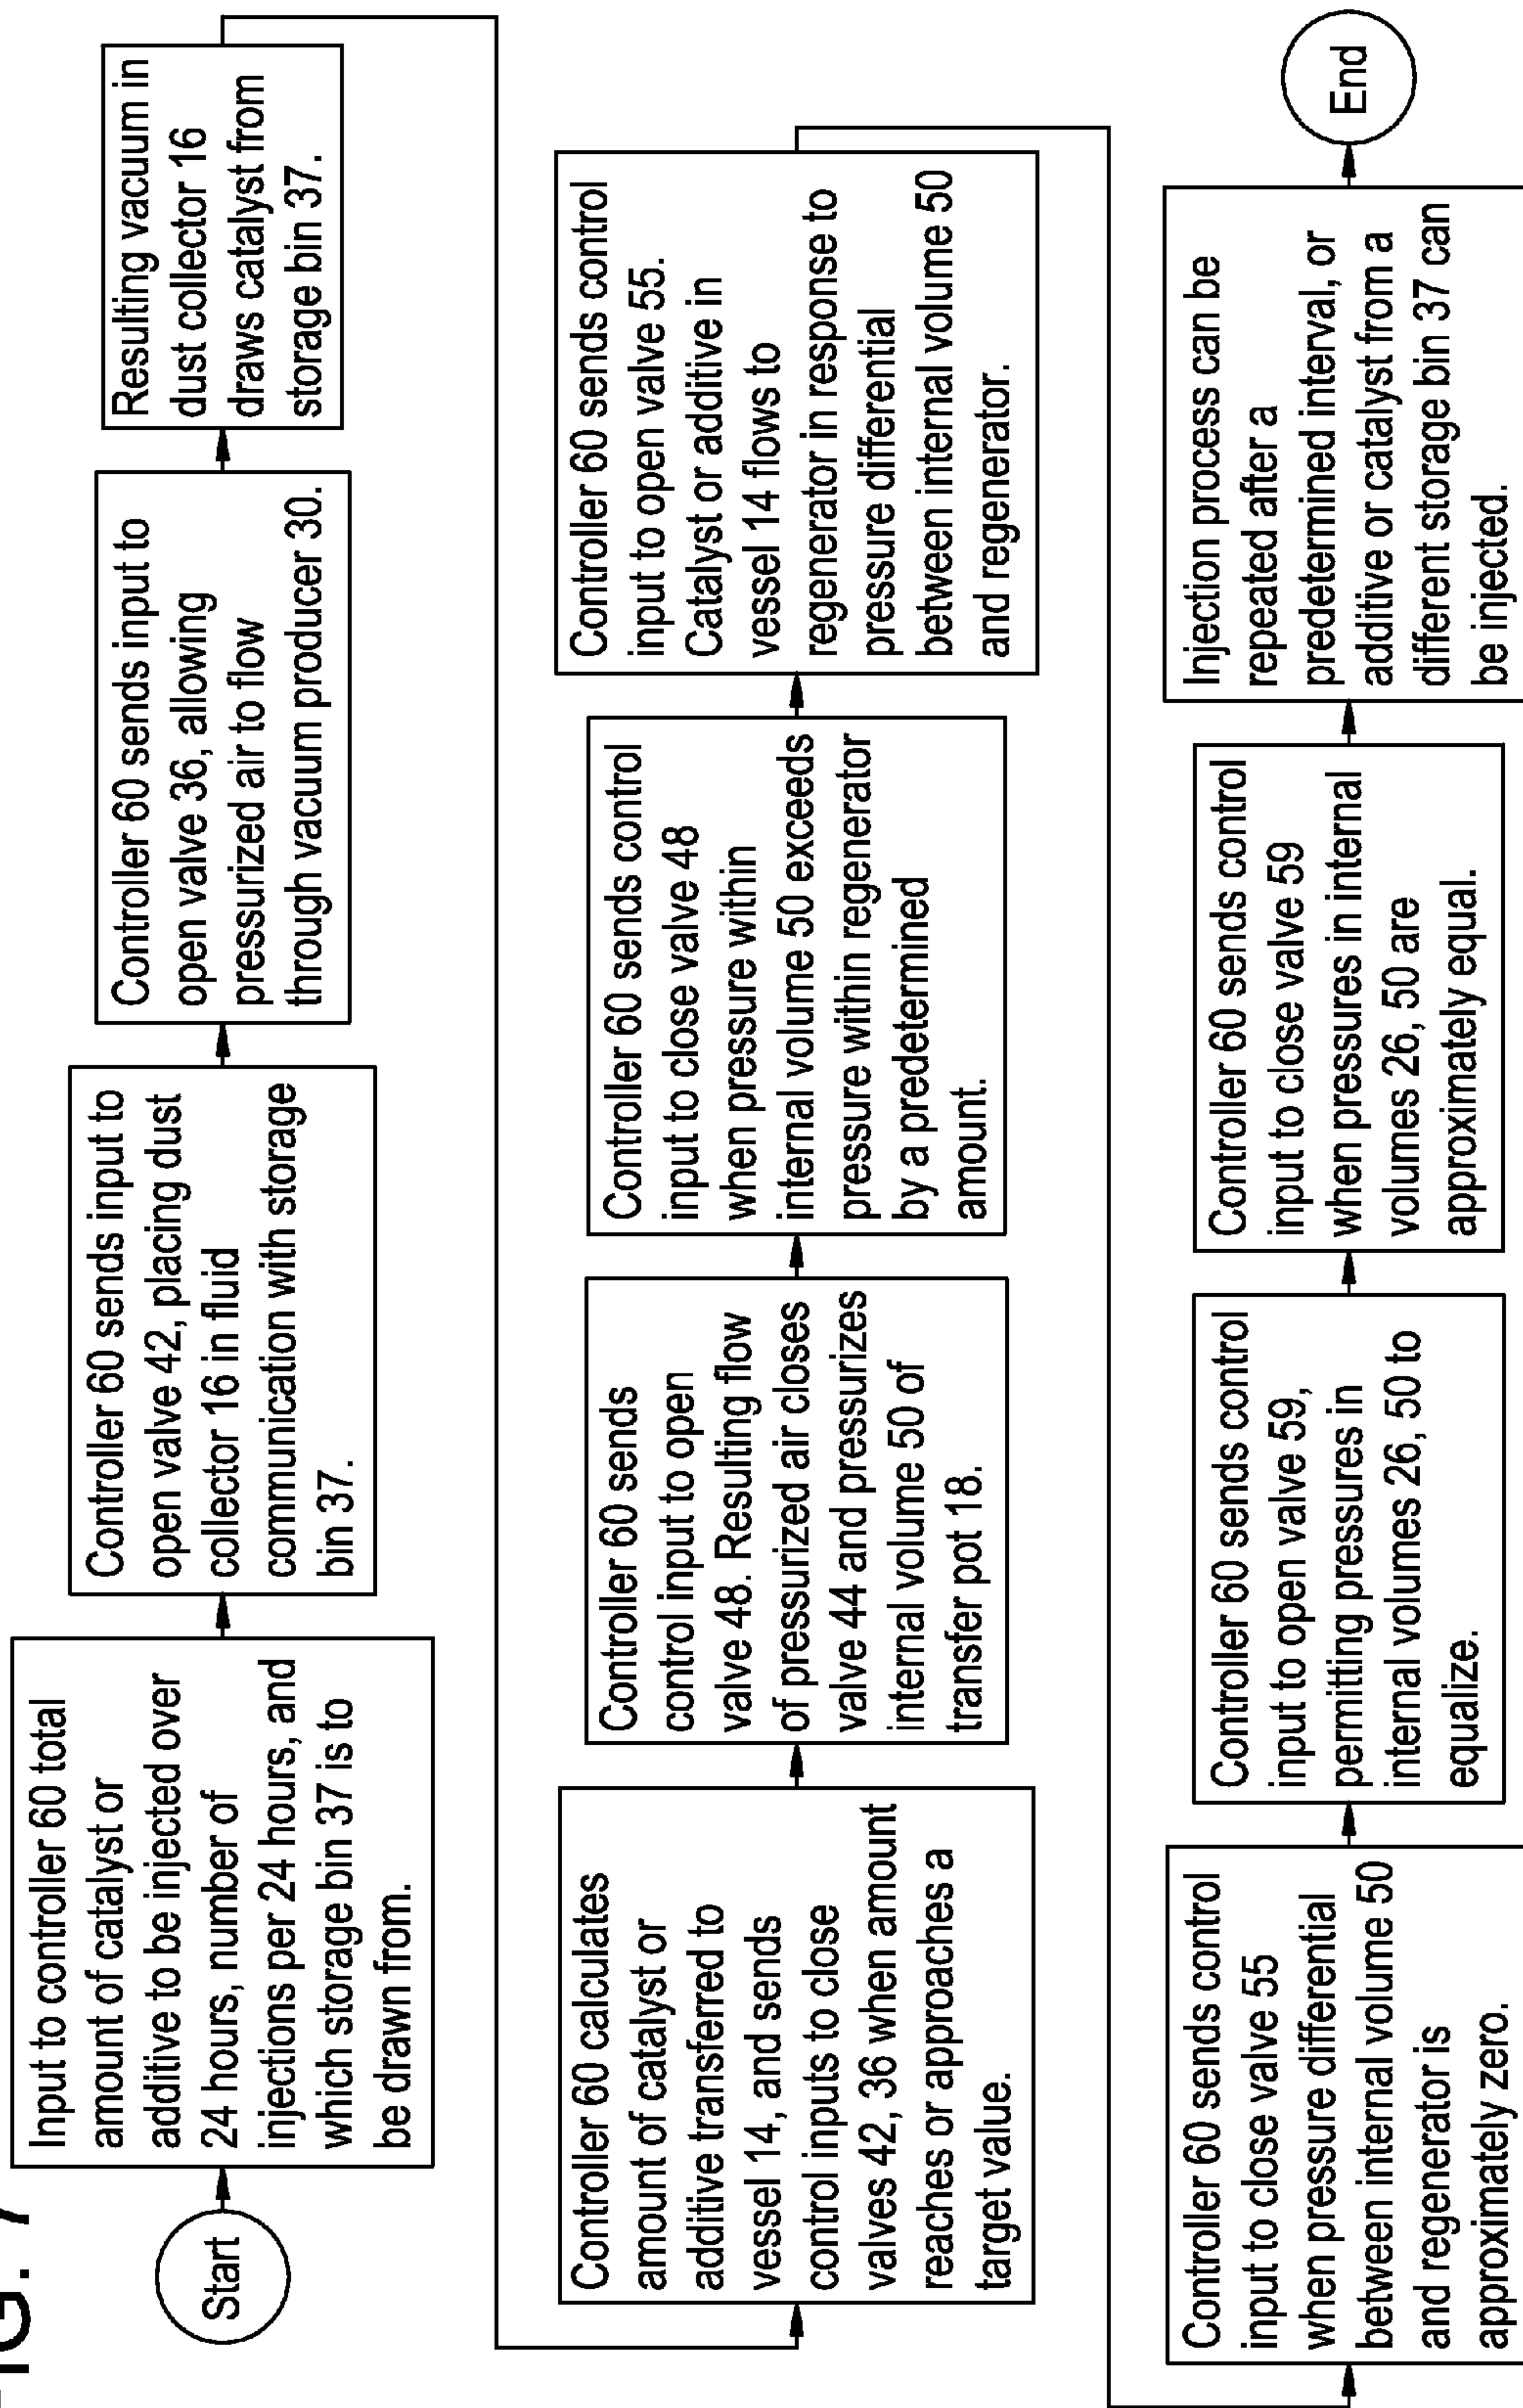 FIG. 7
Start
Input to controller 60 total
amount of catalyst or
additive to be injected over
24 hours, number of
injections per 24 hours, and
which storage bin 37 is to
be drawn from.
Controller 60 sends input to
open valve 42, placing dust
collector 16 in fluid
communication with storage
bin 37.
Controller 60 sends input to
open valve 36, allowing
pressurized air to flow
through vacuum producer 30.
Resulting vacuum in
dust collector 16
draws catalyst from
storage bin 37.
Controller 60 calculates
amount of catalyst or
additive transferred to
vessel 14, and sends
control inputs to close
valves 42, 36 when amount
reaches or approaches a
target value.
Controller 60 sends
control input to open
valve 48. Resulting flow
of pressurized air closes
valve 44 and pressurizes
internal volume 50 of
transfer pot 18.
Controller 60 sends control
input to close valve 48
when pressure within
internal volume 50 exceeds
pressure within regenerator
by a predetermined
amount.
Controller 60 sends control
input to open valve 55.
Catalyst or additive in
vessel 14 flows to
regenerator in response to
pressure differential
between internal volume 50
and regenerator.
Controller 60 sends control
input to close valve 55
when pressure differential
between internal volume 50
and regenerator is
approximately zero.
Controller 60 sends control
input to open valve 59,
permitting pressures in
internal volumes 26, 50 to
equalize.
Controller 60 sends control
input to close valve 59
when pressures in internal
volumes 26, 50 are
approximately equal.
Injection process can be
repeated after a
predetermined interval, or
additive or catalyst from a
different storage bin 37 can
be injected.
End